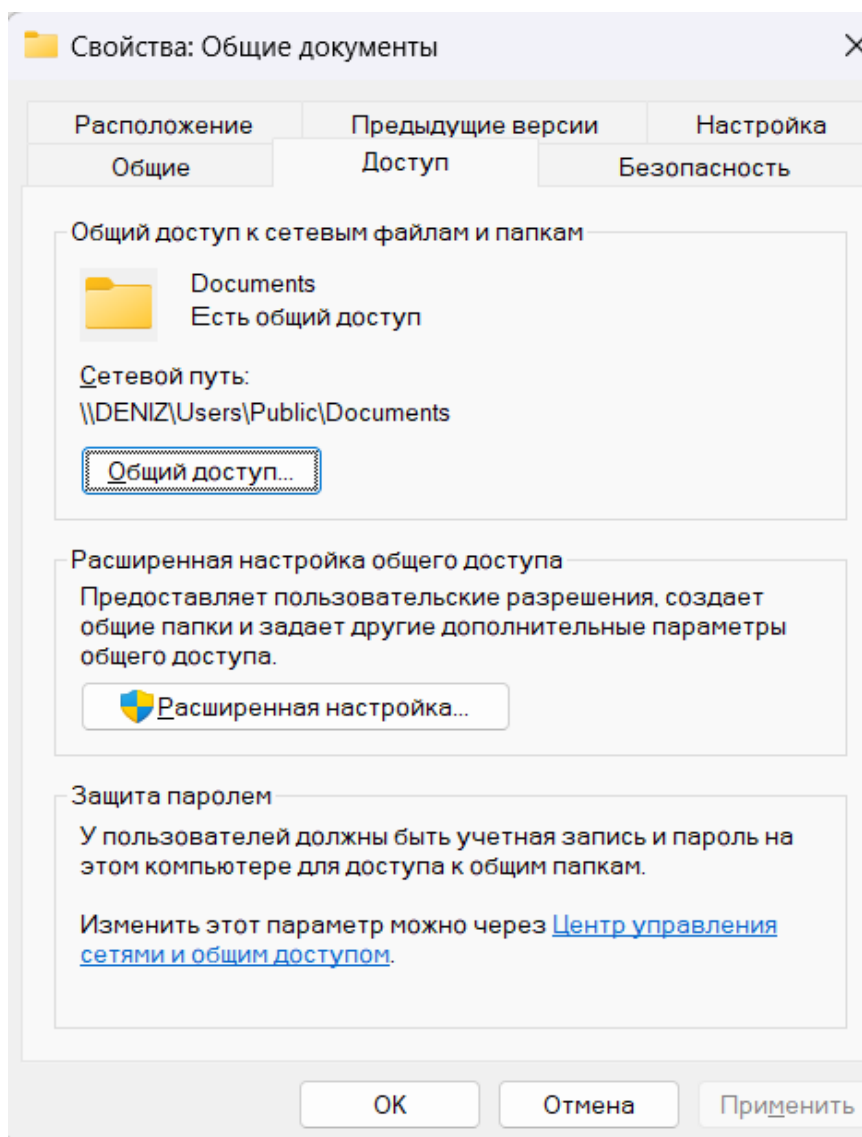 Свойства: Общие документы
Расположение Предыдущие версии Настройка
Общие Доступ Безопасность
Общий доступ к сетевым файлам и папкам
Documents
Есть общий доступ
Сетевой путь:
\\DENIZ\Users\Public\Documents
Общий доступ...
Расширенная настройка общего доступа
Предоставляет пользовательские разрешения, создает
общие папки и задает другие дополнительные параметры
общего доступа.
Расширенная настройка...
Защита паролем
У пользователей должны быть учетная запись и пароль на
этом компьютере для доступа к общим папкам.
Изменить этот параметр можно через Центр управления
сетями и общим доступом.
OK Отмена Применить